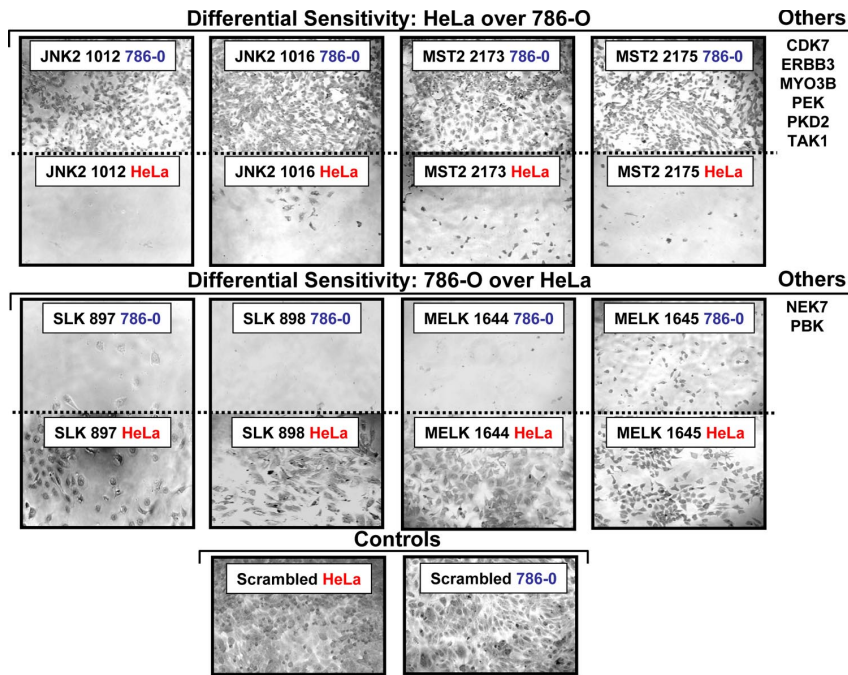 Differential Sensitivity: HeLa over 786-O
Others
JNK2 1012 786-0
JNK2 1016 786-0
MST2 2173 786-0
MST2 2175 786-0
CDK7
ERBB3
MYO3B
PEK
PKD2
TAK1
JNK2 1012 HeLa
JNK2 1016 HeLa
MST2 2173 HeLa
MST2 2175 HeLa
Differential Sensitivity: 786-O over HeLa
Others
SLK 897 786-0
SLK 898 786-0
MELK 1644 786-0
MELK 1645 786-0
NEK7
PBK
SLK 897 HeLa
SLK 898 HeLa
MELK 1644 HeLa
MELK 1645 HeLa
Controls
Scrambled HeLa
Scrambled 786-0